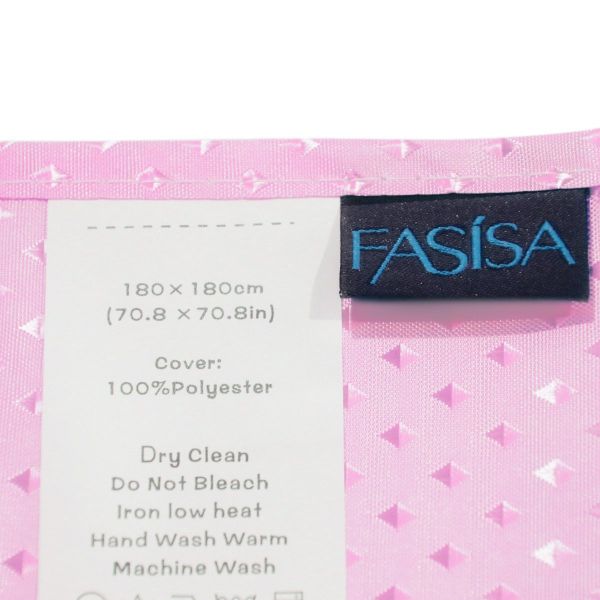 FASÍSA
180×180cm
(70.8 ×70.8in)
Cover:
100%Polyester
Dry Clean
Do Not Bleach
Iron low heat
Hand Wash Warm
Machine Wash